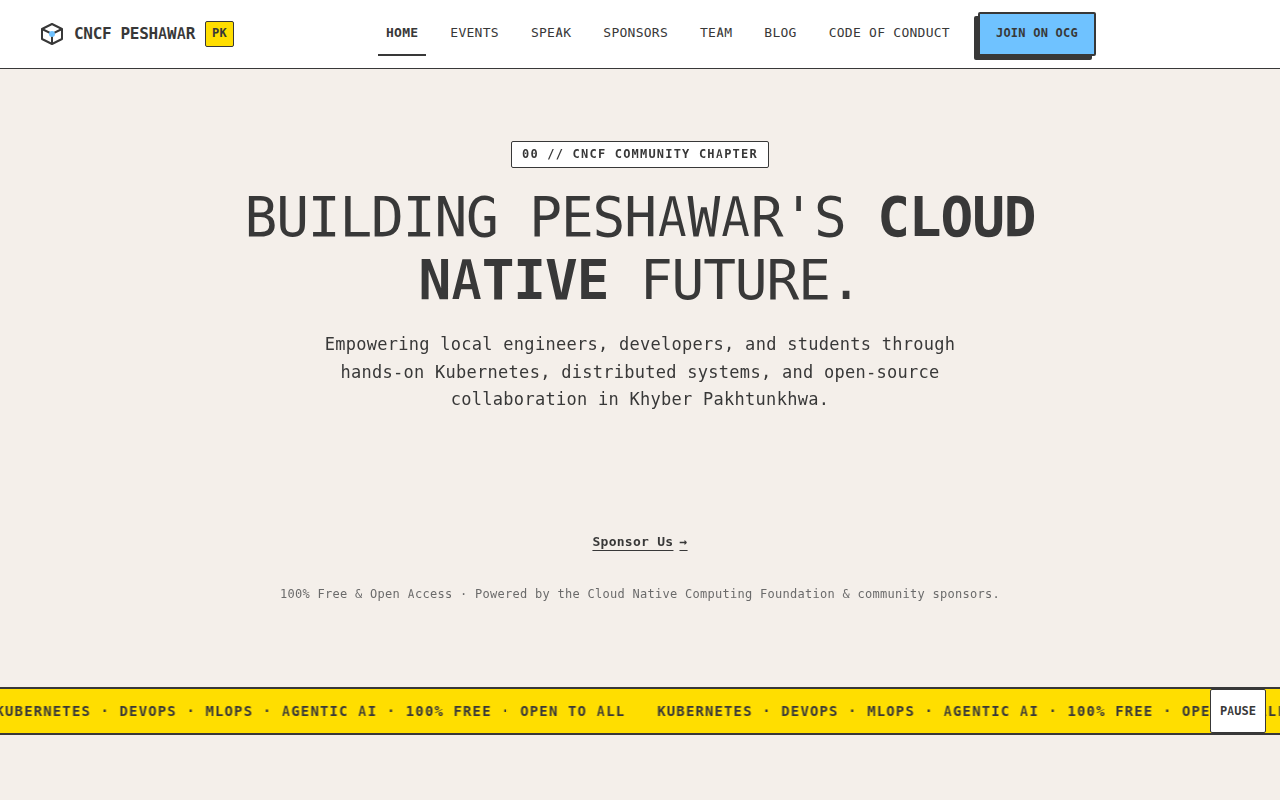 CNCF PESHAWAR PK
HOME EVENTS SPEAK SPONSORS TEAM BLOG CODE OF CONDUCT JOIN ON OCG
00 // CNCF COMMUNITY CHAPTER
BUILDING PESHAWAR'S CLOUD
NATIVE FUTURE.
Empowering local engineers, developers, and students through
hands-on Kubernetes, distributed systems, and open-source
collaboration in Khyber Pakhtunkhwa.
Sponsor Us →
100% Free & Open Access · Powered by the Cloud Native Computing Foundation & community sponsors.
KUBERNETES · DEVOPS · MLOPS · AGENTIC AI · 100% FREE · OPEN TO ALL KUBERNETES · DEVOPS · MLOPS · AGENTIC AI · 100% FREE · OPE PAUSE